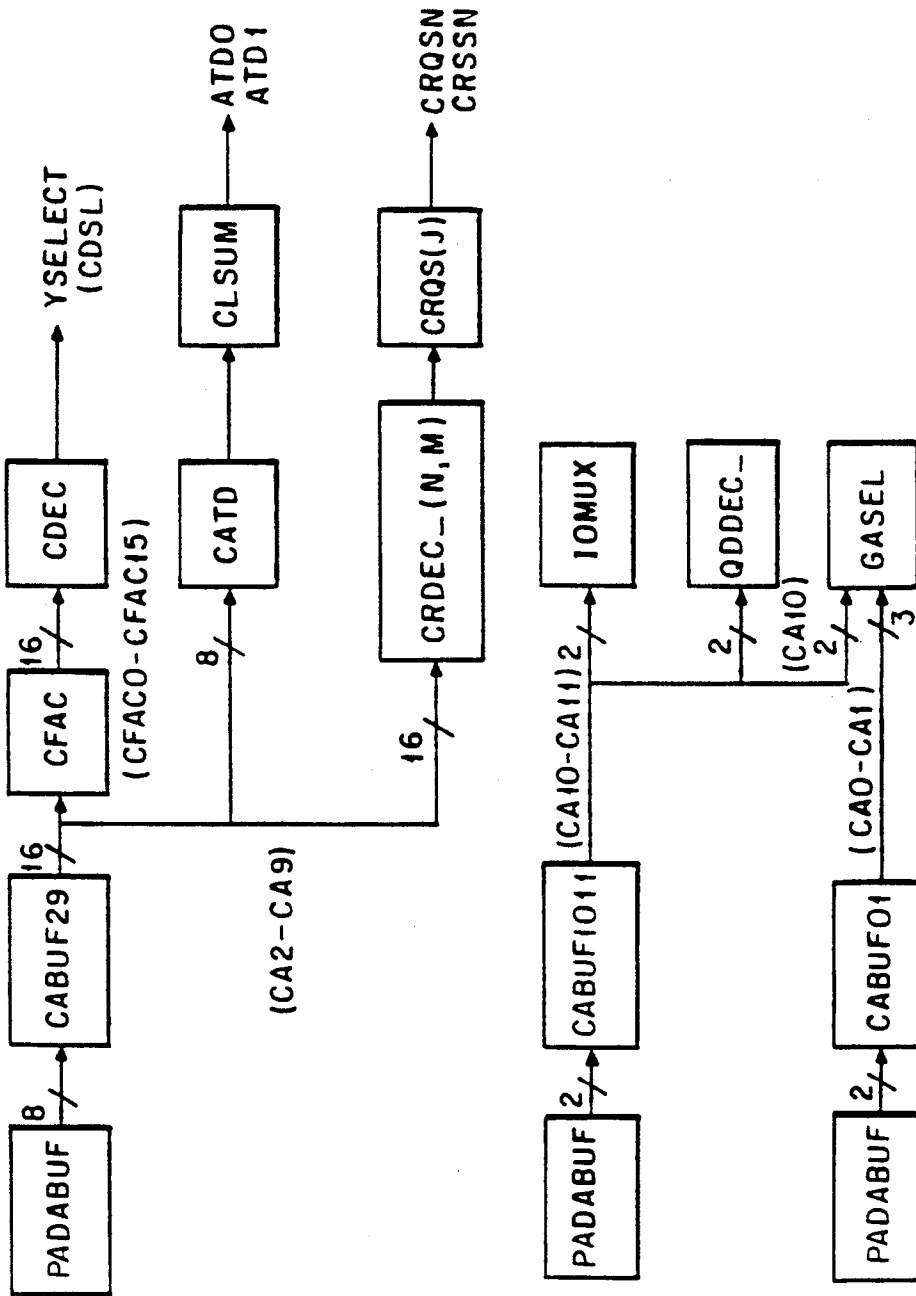 PADABUF
8
CABUF29
16
CFAC
16
(CFAC0-CFAC15)
CDEC
YSELECT
(CDSL)
(CA2-CA9)
8
CATD
CLSUM
ATD0
ATD1
16
CRDEC_(N,M)
CRQS(J)
CRQSN
CRSSN
PADABUF
2
CABUF1011
(CA10-CA11)
2
IOMUX
2
QDDEC_
(CA10)
2
PADABUF
2
CABUF01
(CA0-CA1)
3
GASEL